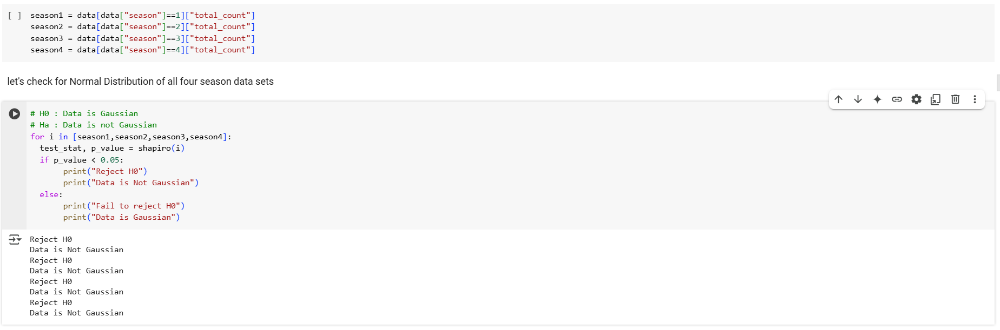 [ ] season1 = data[data["season"]==1]["total_count"]
season2 = data[data["season"]==2]["total_count"]
season3 = data[data["season"]==3]["total_count"]
season4 = data[data["season"]==4]["total_count"]
let's check for Normal Distribution of all four season data sets
# H0 : Data is Gaussian
# Ha : Data is not Gaussian
for i in [season1,season2,season3,season4]:
  test_stat, p_value = shapiro(i)
  if p_value < 0.05:
       print("Reject H0")
       print("Data is Not Gaussian")
  else:
       print("Fail to reject H0")
       print("Data is Gaussian")
Reject H0
Data is Not Gaussian
Reject H0
Data is Not Gaussian
Reject H0
Data is Not Gaussian
Reject H0
Data is Not Gaussian